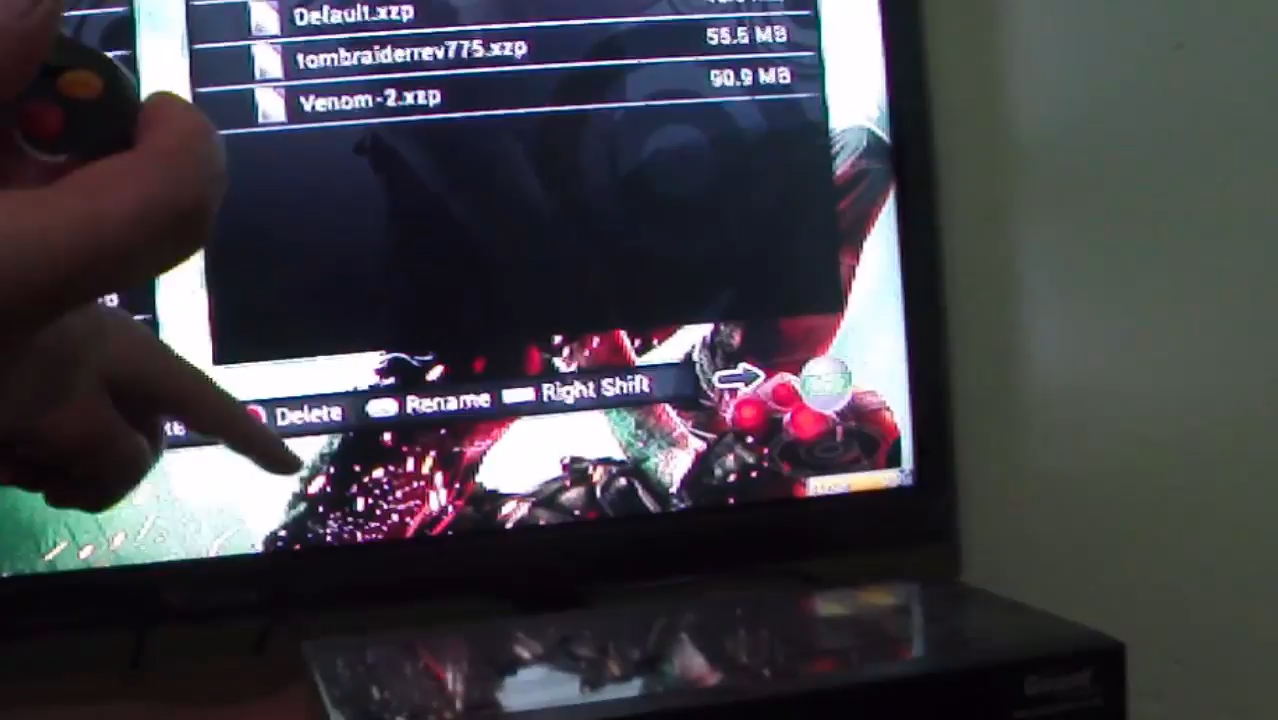 Default.xzp
tombraiderrev775.xzp 55.5 MB
Venom-2.xzp 90.9 MB
Delete Rename Right Shift